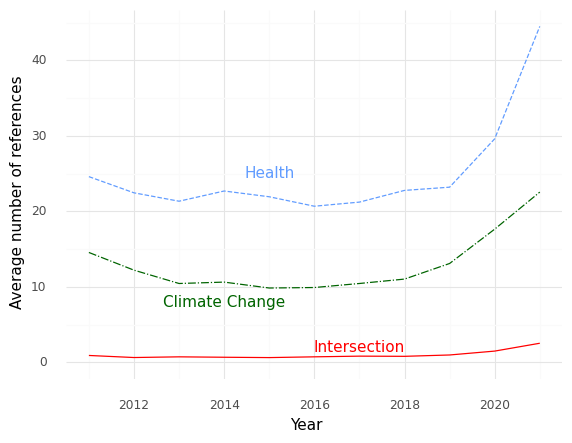 Average number of references
40
30
20
10
0
Health
Climate Change
Intersection
2012 2014 2016 2018 2020
Year